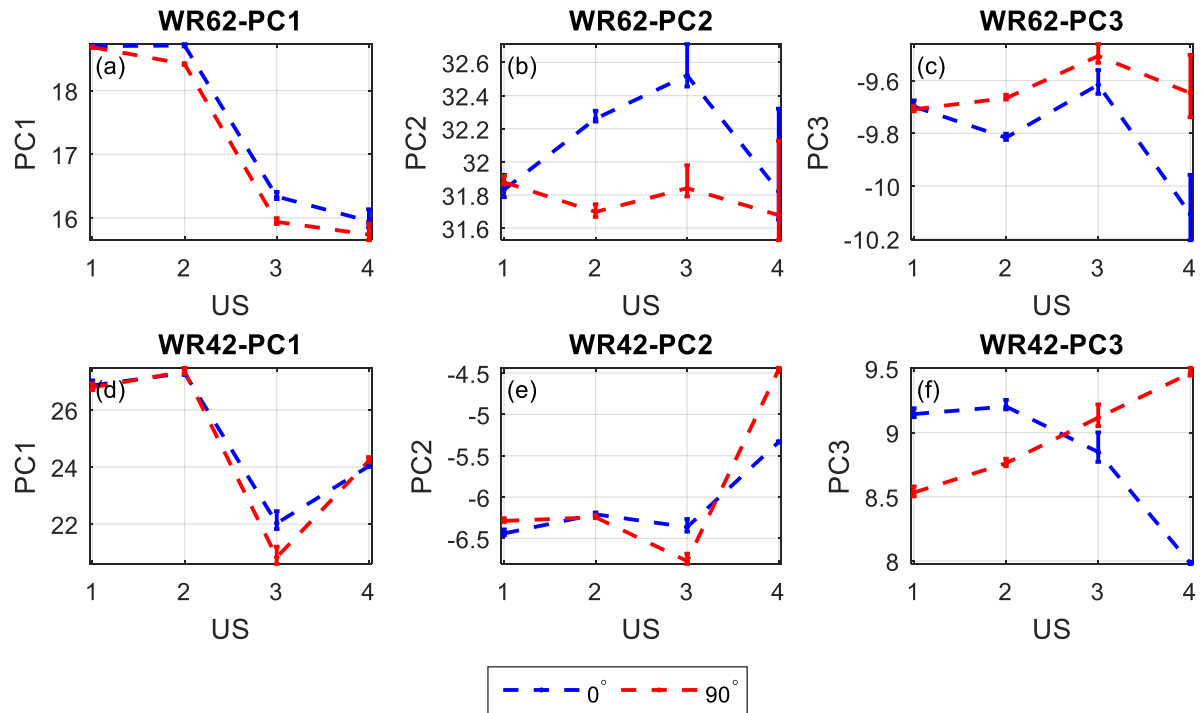 WR62-PC1
(a)
18
17
16
PC1
1 2 3 4
US
WR62-PC2
(b)
32.6
32.4
32.2
32
31.8
31.6
PC2
1 2 3 4
US
WR62-PC3
(c)
-9.6
-9.8
-10
-10.2
PC3
1 2 3 4
US
WR42-PC1
(d)
26
24
22
PC1
1 2 3 4
US
WR42-PC2
(e)
-4.5
-5
-5.5
-6
-6.5
PC2
1 2 3 4
US
WR42-PC3
(f)
9.5
9
8.5
8
PC3
1 2 3 4
US
0° 90°